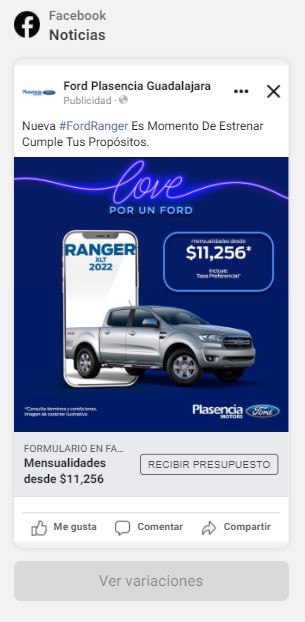 Facebook
Noticias
Plasencia Ford
Ford Plasencia Guadalajara
Publicidad ·
Nueva #FordRanger Es Momento De Estrenar
Cumple Tus Propósitos.
love
POR UN FORD
RANGER
XLT
2022
mensualidades desde
$11,256*
Incluye:
Tasa Preferencial*
*Consulta términos y condiciones.
Imagen de carácter ilustrativo
Plasencia
MOTORS
Ford
FORMULARIO EN FA...
Mensualidades
desde $11,256
RECIBIR PRESUPUESTO
Me gusta
Comentar
Compartir
Ver variaciones